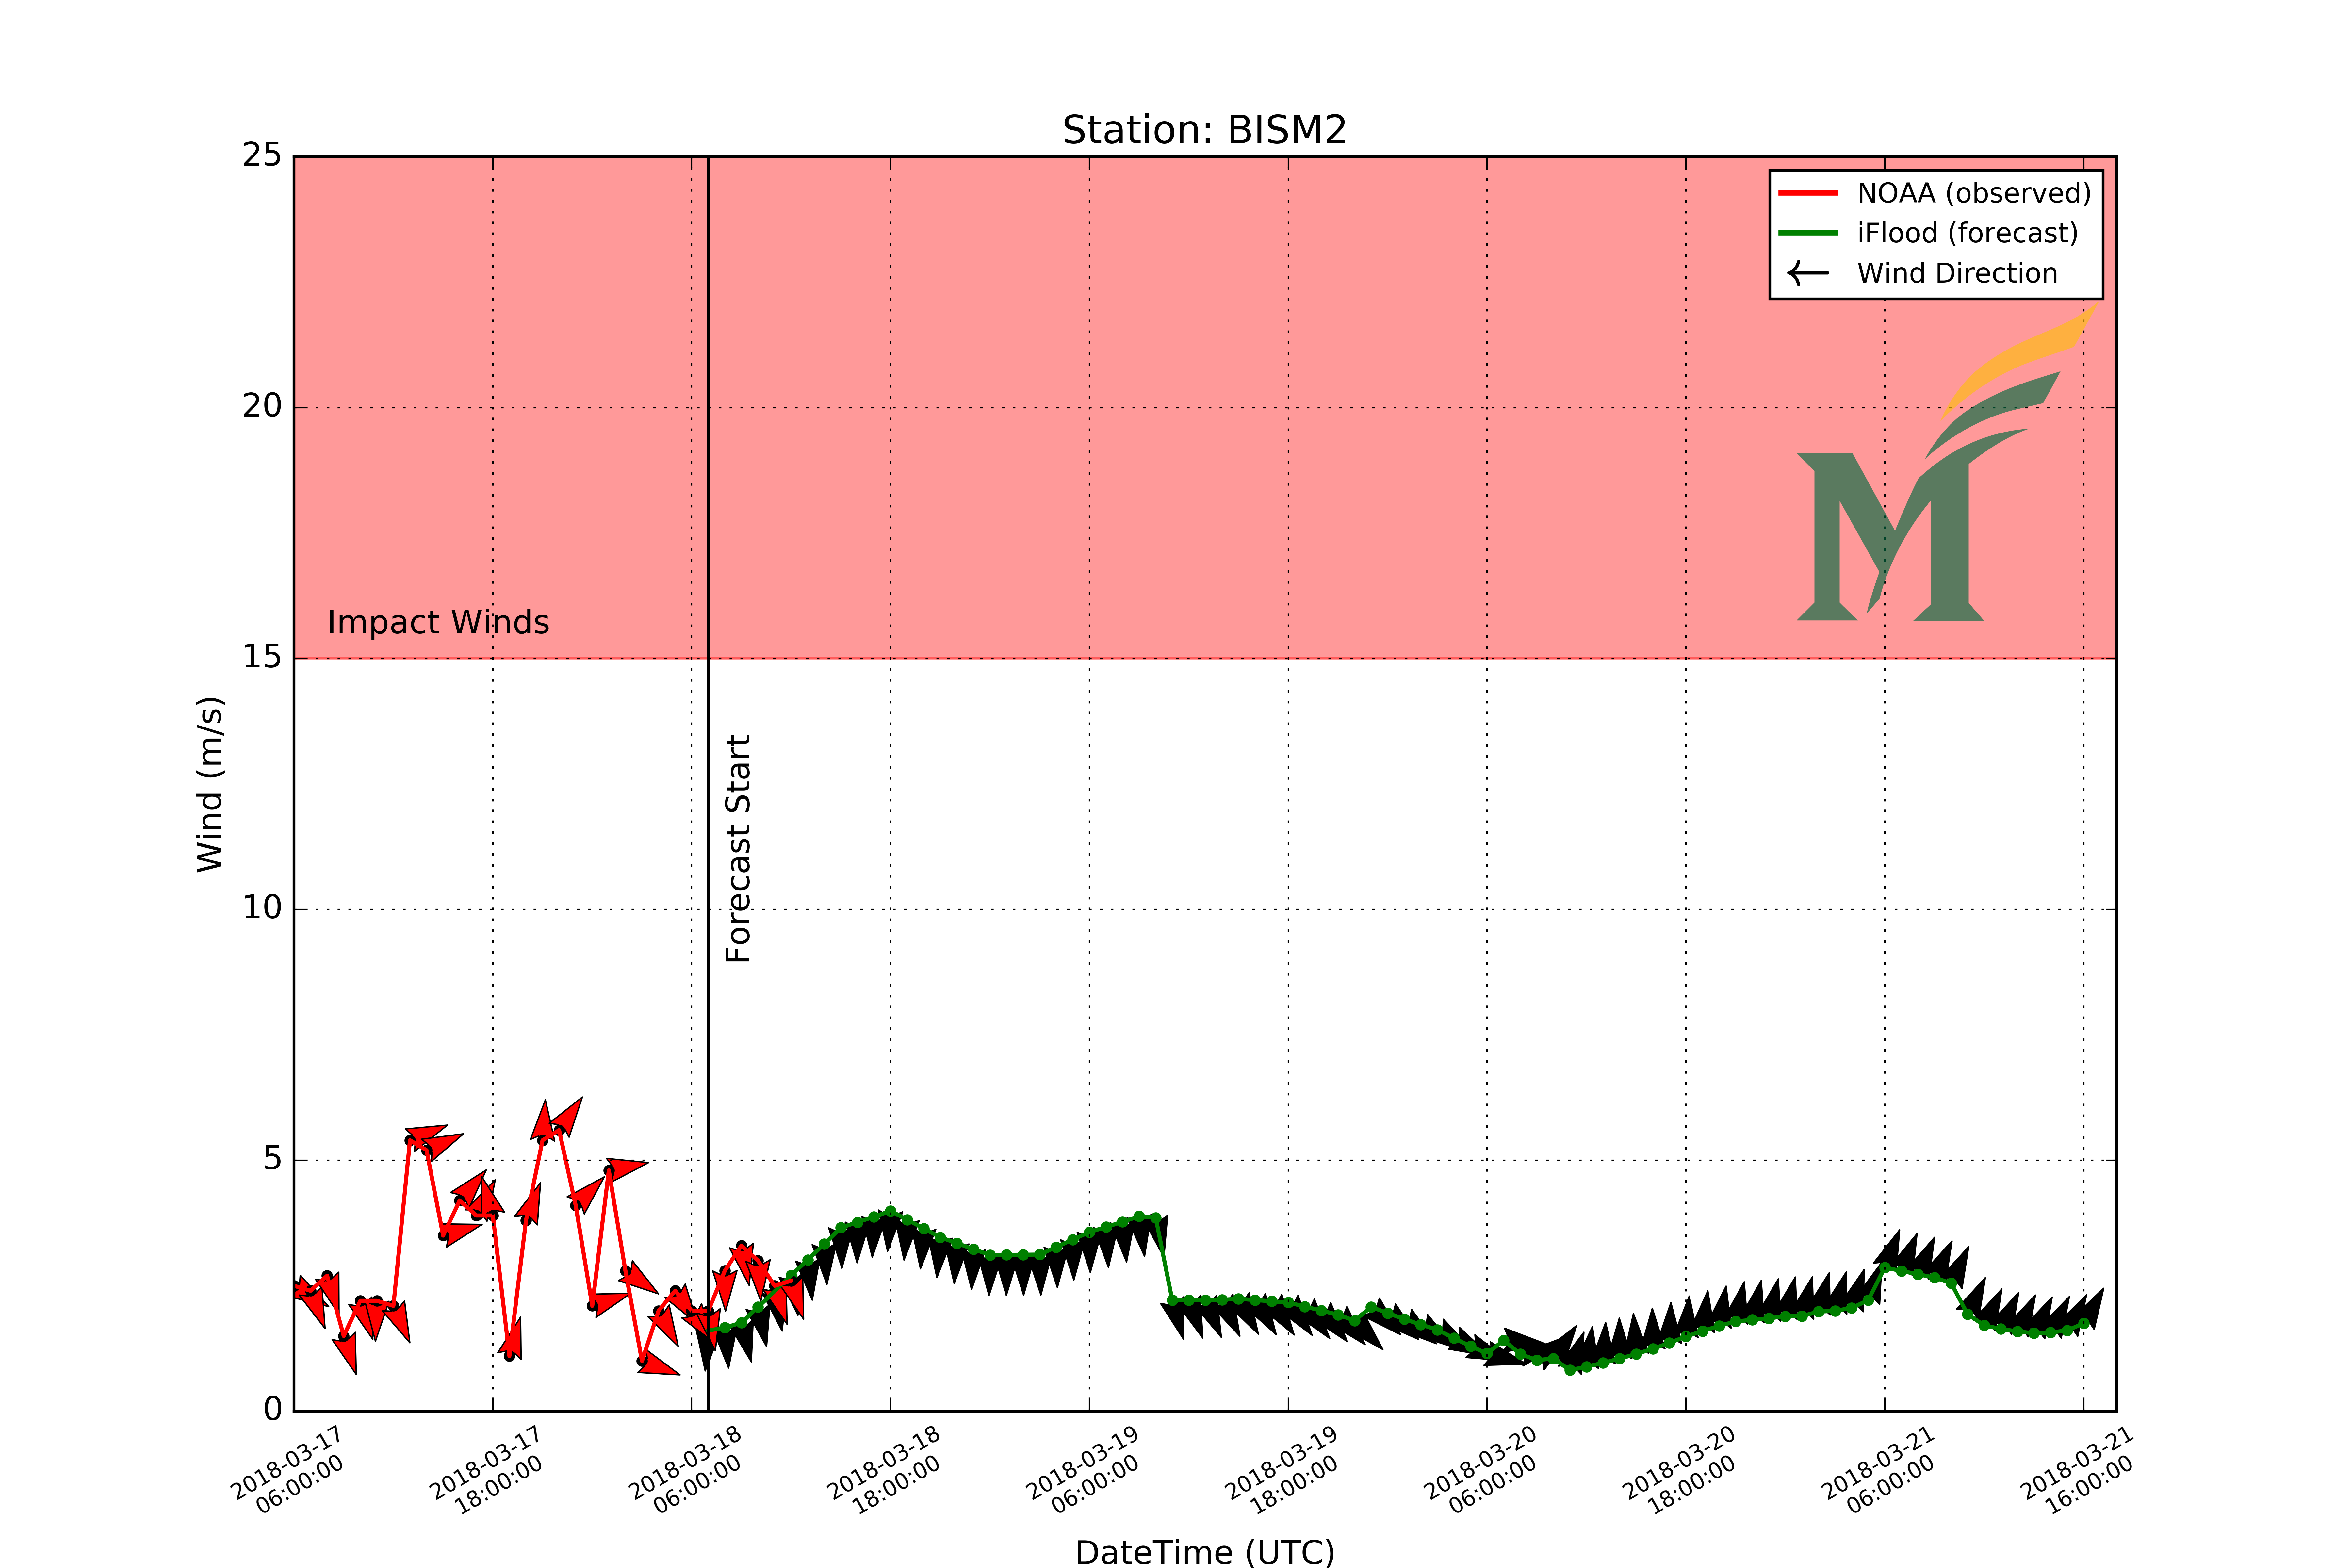 Station: BISM2
25
20
15
10
5
0
Wind (m/s)
NOAA (observed)
iFlood (forecast)
Wind Direction
M
Impact Winds
Forecast Start
2018-03-17
06:00:00
2018-03-17
18:00:00
2018-03-18
06:00:00
2018-03-18
18:00:00
2018-03-19
06:00:00
2018-03-19
18:00:00
2018-03-20
06:00:00
2018-03-20
18:00:00
2018-03-21
06:00:00
2018-03-21
16:00:00
DateTime (UTC)